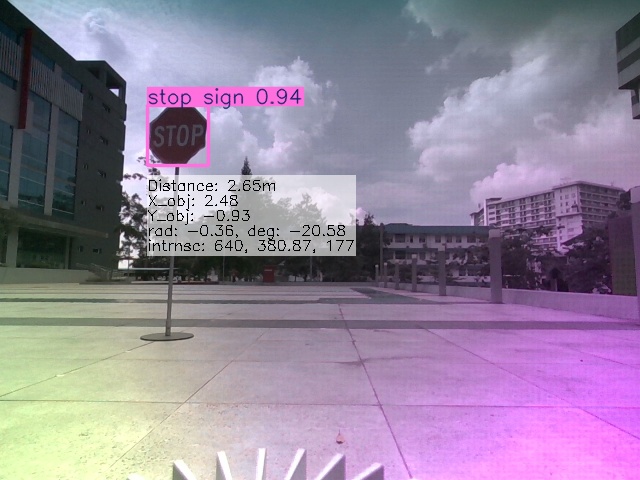 stop sign 0.94
STOP
Distance: 2.65m
X_obj: 2.48
Y_obj: -0.93
rad: -0.36, deg: -20.58
intrnsc: 640, 380.87, 177